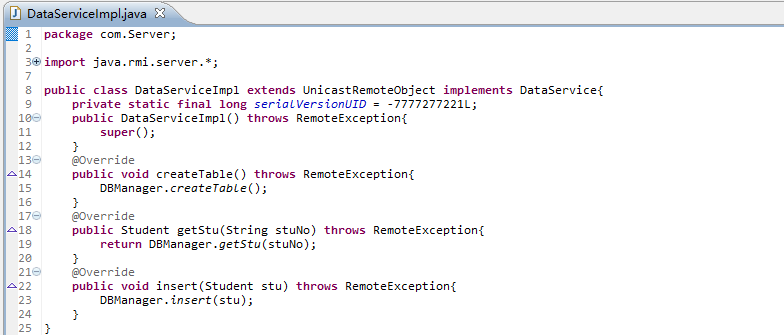 DataServiceImpl.java
1 package com.Server;
2
3 import java.rmi.server.*;
7
8 public class DataServiceImpl extends UnicastRemoteObject implements DataService{
9     private static final long serialVersionUID = -7777277221L;
10     public DataServiceImpl() throws RemoteException{
11         super();
12     }
13     @Override
14     public void createTable() throws RemoteException{
15         DBManager.createTable();
16     }
17     @Override
18     public Student getStu(String stuNo) throws RemoteException{
19         return DBManager.getStu(stuNo);
20     }
21     @Override
22     public void insert(Student stu) throws RemoteException{
23         DBManager.insert(stu);
24     }
25 }